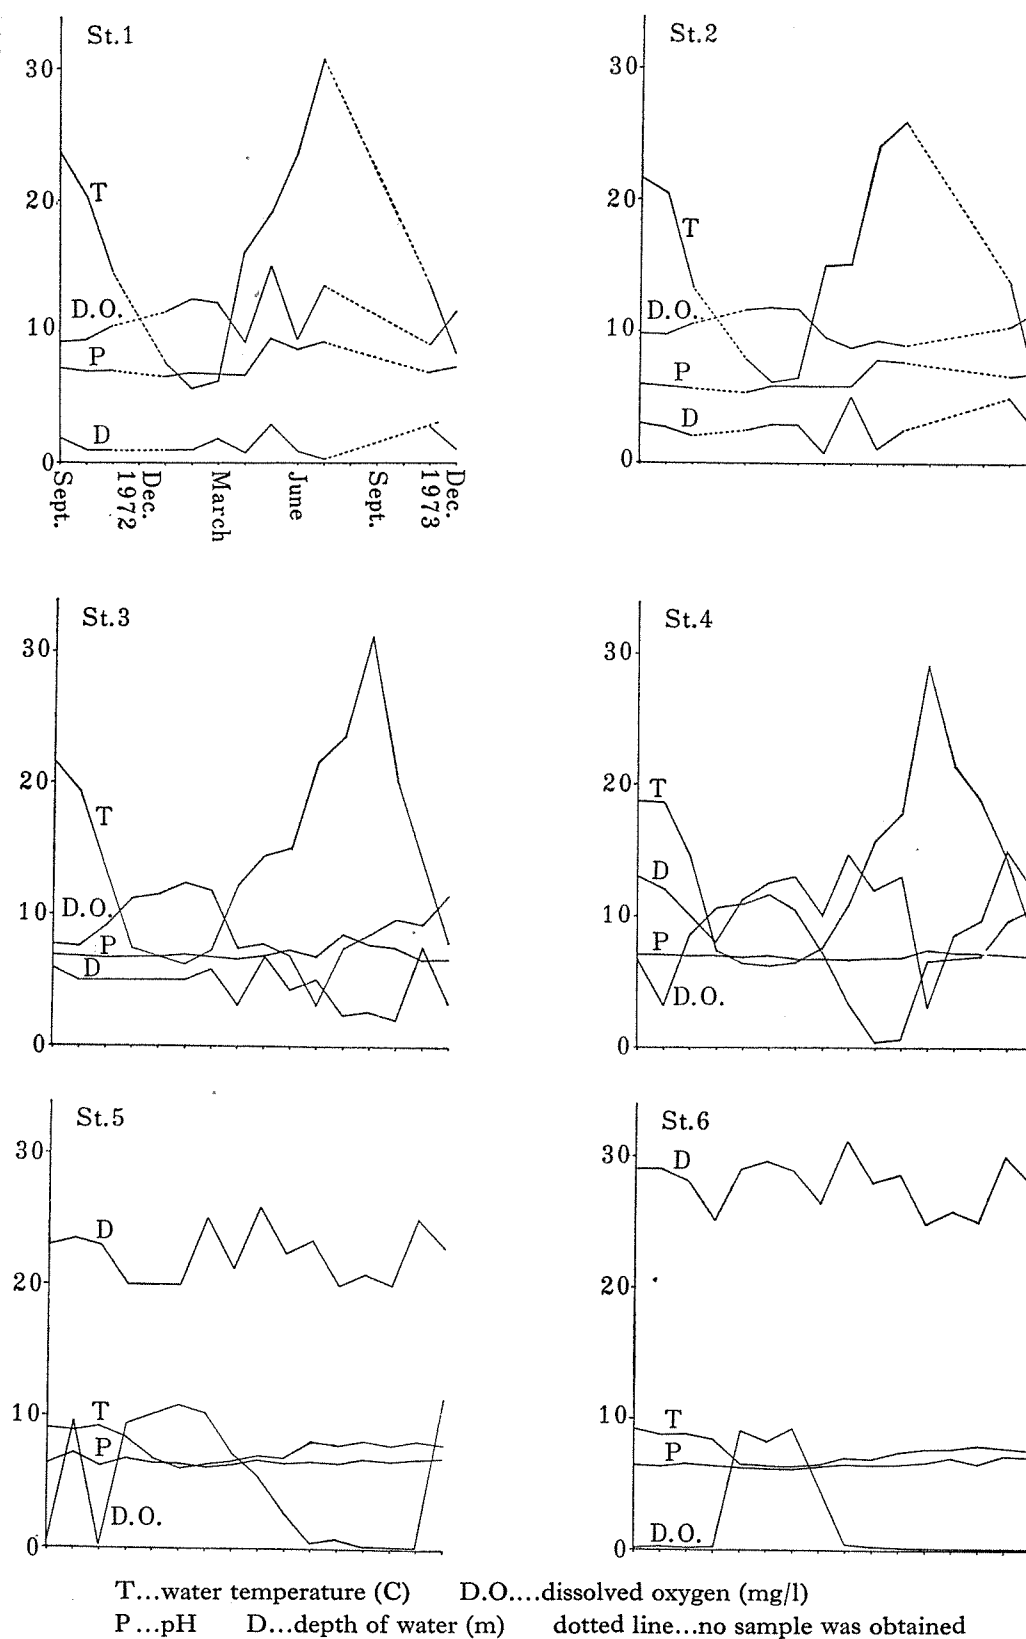 St.1
30
20
10
0
T
D.O.
P
D
Sept.
Dec.
1972
March
June
Sept.
Dec.
1973
St.2
30
20
10
0
T
D.O.
P
D
St.3
30
20
10
0
T
D.O.
P
D
St.4
30
20
10
0
T
D
P
D.O.
St.5
30
20
10
0
D
T
P
D.O.
St.6
30
20
10
0
D
T
P
D.O.
T...water temperature (C) D.O....dissolved oxygen (mg/l)
P...pH D...depth of water (m) dotted line...no sample was obtained